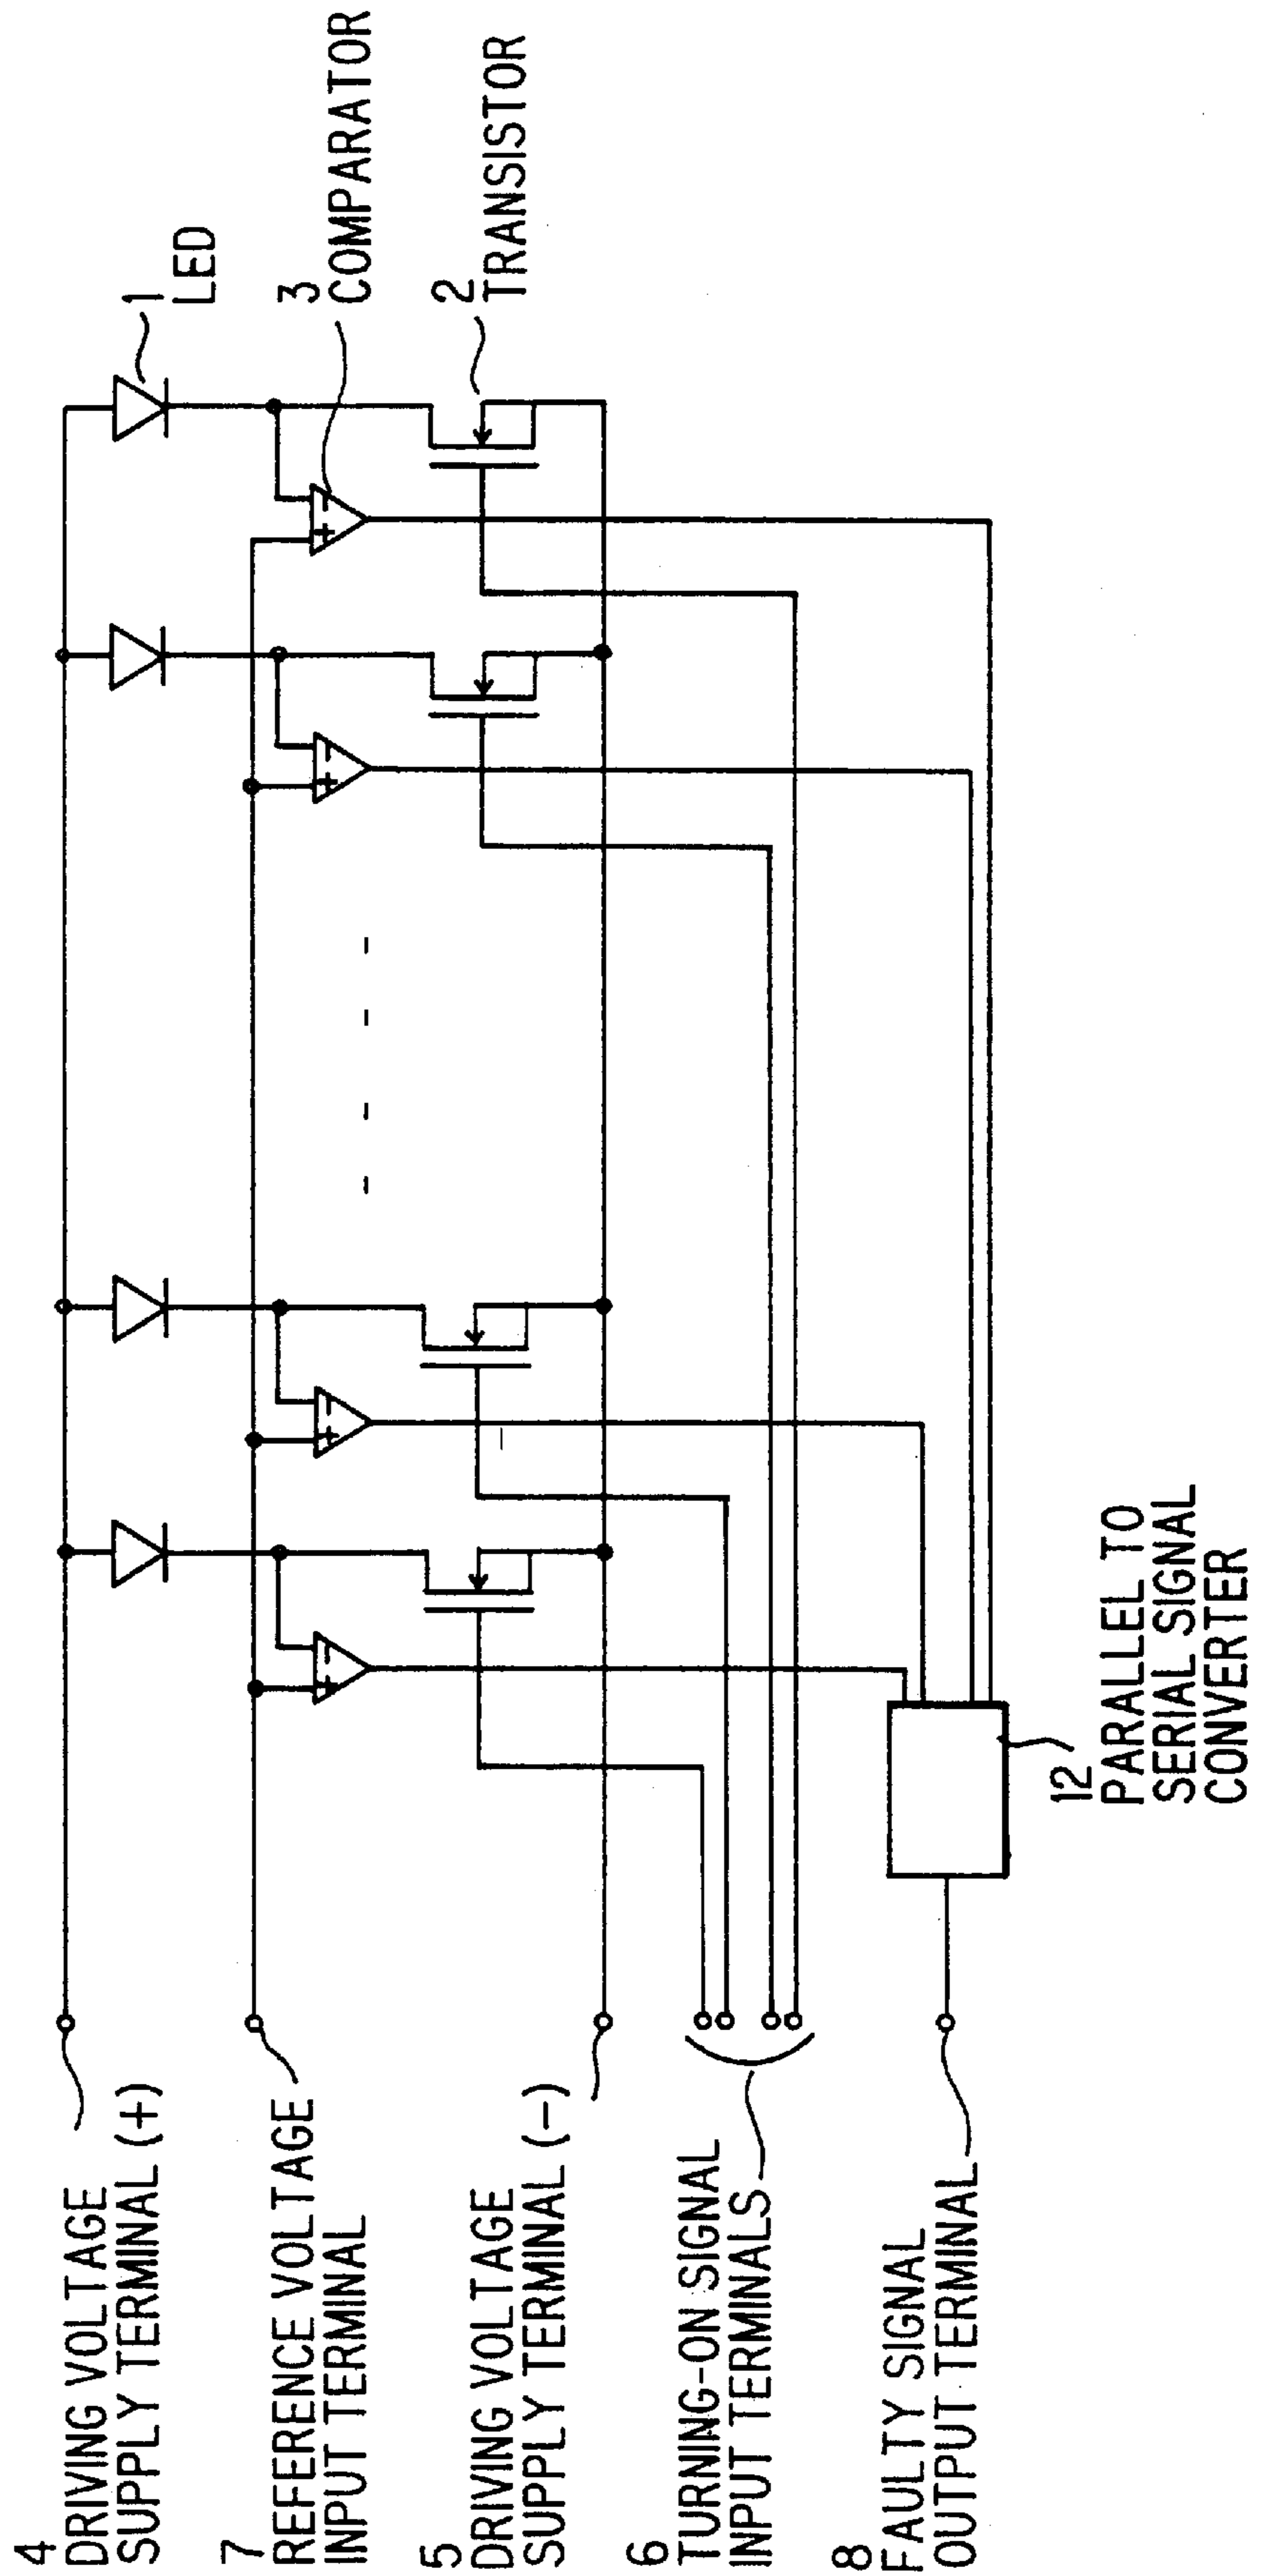 4
DRIVING VOLTAGE
SUPPLY TERMINAL (+)
7
REFERENCE VOLTAGE
INPUT TERMINAL
5
DRIVING VOLTAGE
SUPPLY TERMINAL (-)
6
TURNING-ON SIGNAL
INPUT TERMINALS
8
FAULTY SIGNAL
OUTPUT TERMINAL
12
PARALLEL TO
SERIAL SIGNAL
CONVERTER
1
LED
3
COMPARATOR
2
TRANSISTOR
+ -
+ -
+ -
+ -